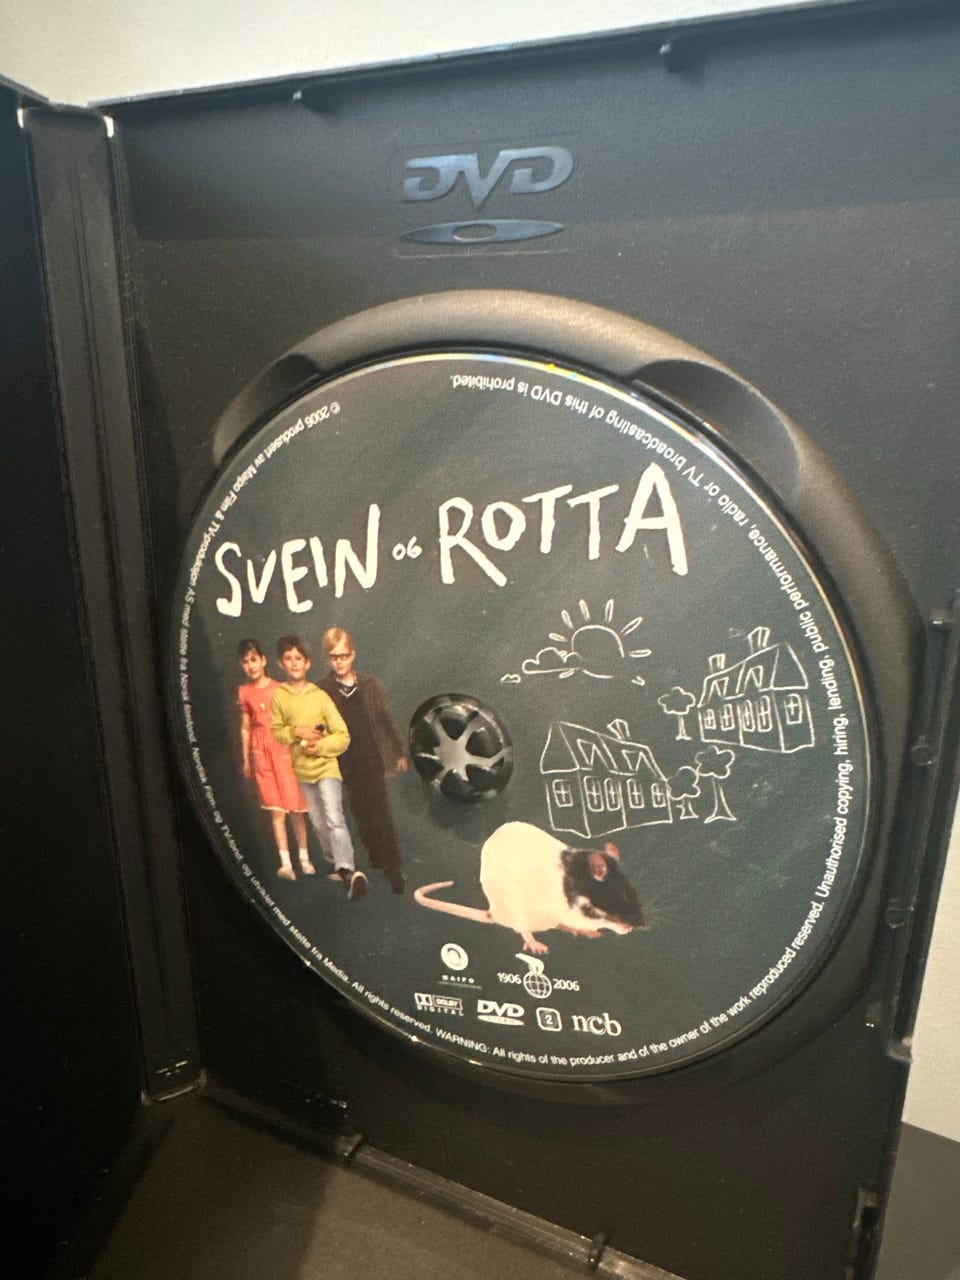 DVD
SVEIN OG ROTTA
MAIPO
1906 2006
DOLBY
DIGITAL
DVD
VIDEO
2
ncb
© 2006 produsert av Maipo Film & TV-produksjon AS med støtte fra Norsk filmfond, Nordisk Film- og TV-fond, og utviklet med støtte fra Media. All rights reserved. WARNING: All rights of the producer and of the owner of the work reproduced reserved. Unauthorised copying, hiring, lending, public performance, radio or TV broadcasting of this DVD is prohibited.